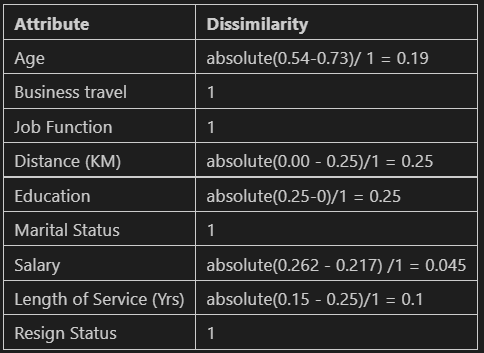 Attribute Dissimilarity
Age absolute(0.54-0.73)/ 1 = 0.19
Business travel 1
Job Function 1
Distance (KM) absolute(0.00 - 0.25)/1 = 0.25
Education absolute(0.25-0)/1 = 0.25
Marital Status 1
Salary absolute(0.262 - 0.217) /1 = 0.045
Length of Service (Yrs) absolute(0.15 - 0.25)/1 = 0.1
Resign Status 1